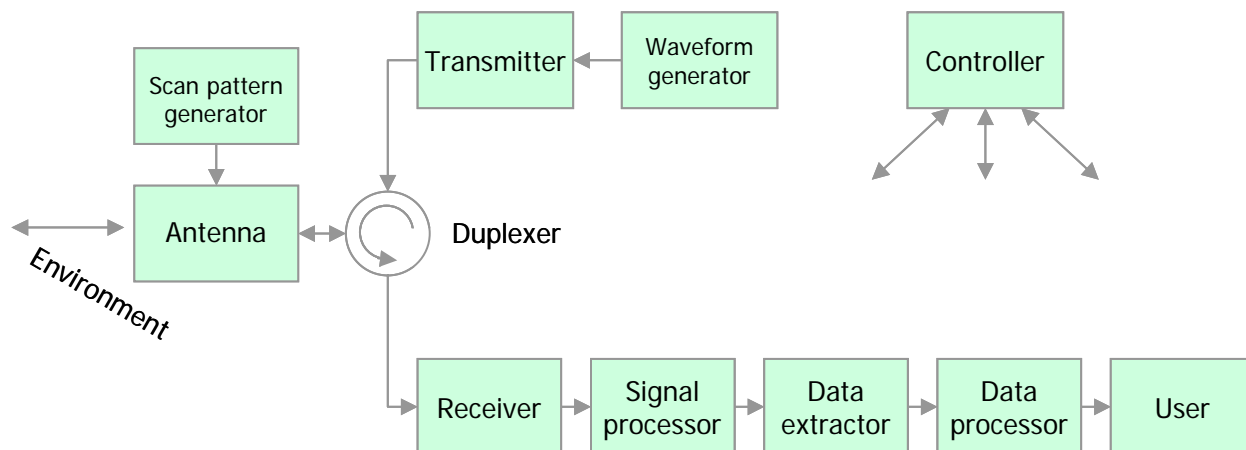 Scan pattern
generator
Transmitter
Waveform
generator
Controller
Antenna
Duplexer
Environment
Receiver
Signal
processor
Data
extractor
Data
processor
User